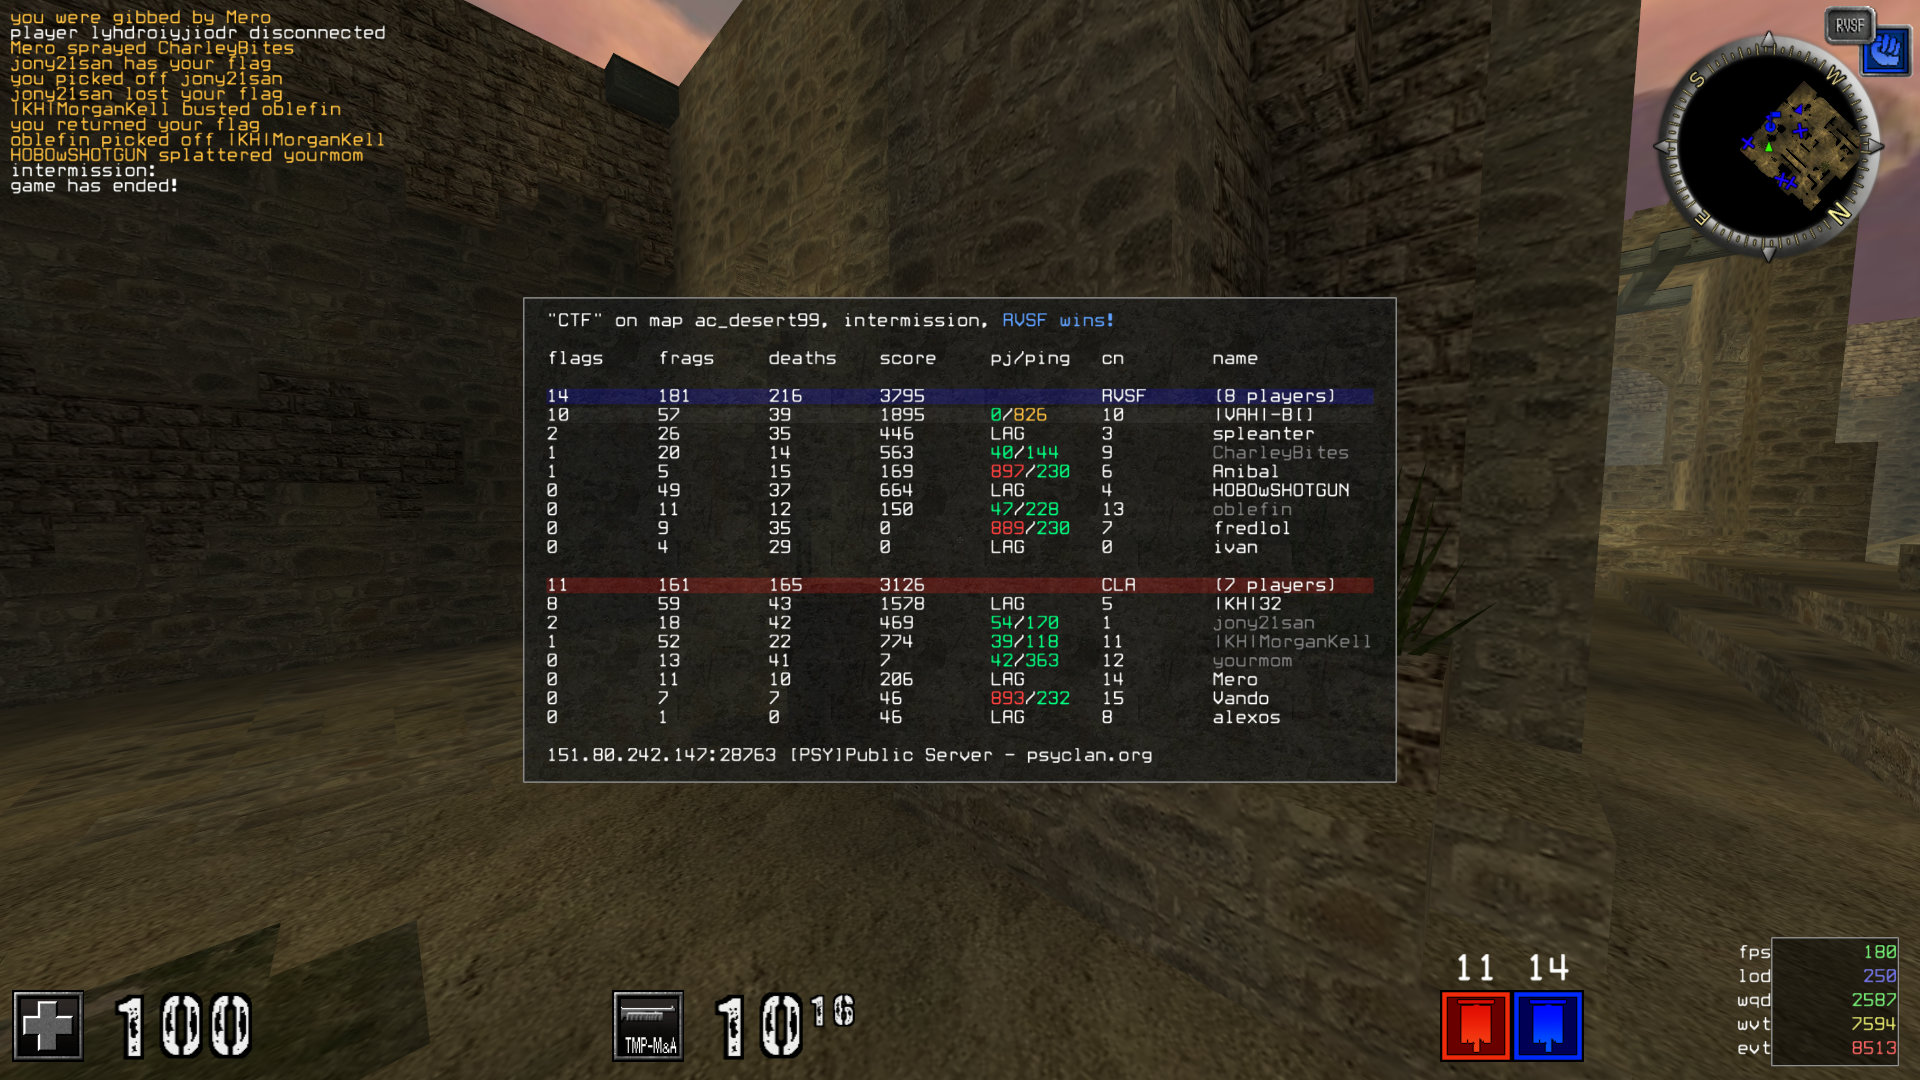 you were gibbed by Mero
player lyhdroiyjiodr disconnected
Mero sprayed CharleyBites
jony21san has your flag
you picked off jony21san
jony21san lost your flag
|KH|MorganKell busted oblefin
you returned your flag
oblefin picked off |KH|MorganKell
HOBOwSHOTGUN splattered yourmom
intermission:
game has ended!
RVSF
S W
E N
"CTF" on map ac_desert99, intermission, RVSF wins!
flags frags deaths score pj/ping cn name
14 181 216 3795 RVSF (8 players)
10 57 39 1895 0/826 10 |VAH|-B[]
2 26 35 446 LAG 3 spleanter
1 20 14 563 40/144 9 CharleyBites
1 5 15 169 897/230 6 Anibal
0 49 37 664 LAG 4 HOBOwSHOTGUN
0 11 12 150 47/228 13 oblefin
0 9 35 0 889/230 7 fredlol
0 4 29 0 LAG 0 ivan
11 161 165 3126 CLA (7 players)
8 59 43 1578 LAG 5 |KH|32
2 18 42 469 54/170 1 jony21san
1 52 22 774 39/118 11 |KH|MorganKell
0 13 41 7 42/363 12 yourmom
0 11 10 206 LAG 14 Mero
0 7 7 46 893/232 15 Vando
0 1 0 46 LAG 8 alexos
151.80.242.147:28763 [PSY]Public Server - psyclan.org
100
TMP-M&A
10 16
11 14
fps 180
lod 250
wqd 2587
wvt 7594
evt 8513